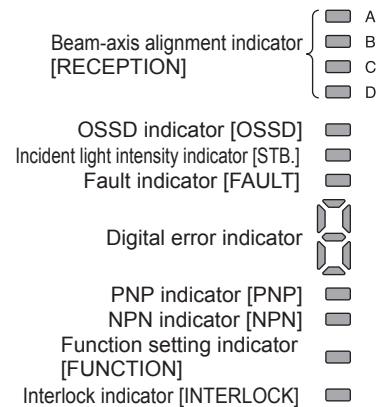 A
Beam-axis alignment indicator
B
[RECEPTION]
C
D
OSSD indicator [OSSD]
Incident light intensity indicator [STB.]
Fault indicator [FAULT]
Digital error indicator
PNP indicator [PNP]
NPN indicator [NPN]
Function setting indicator
[FUNCTION]
Interlock indicator [INTERLOCK]